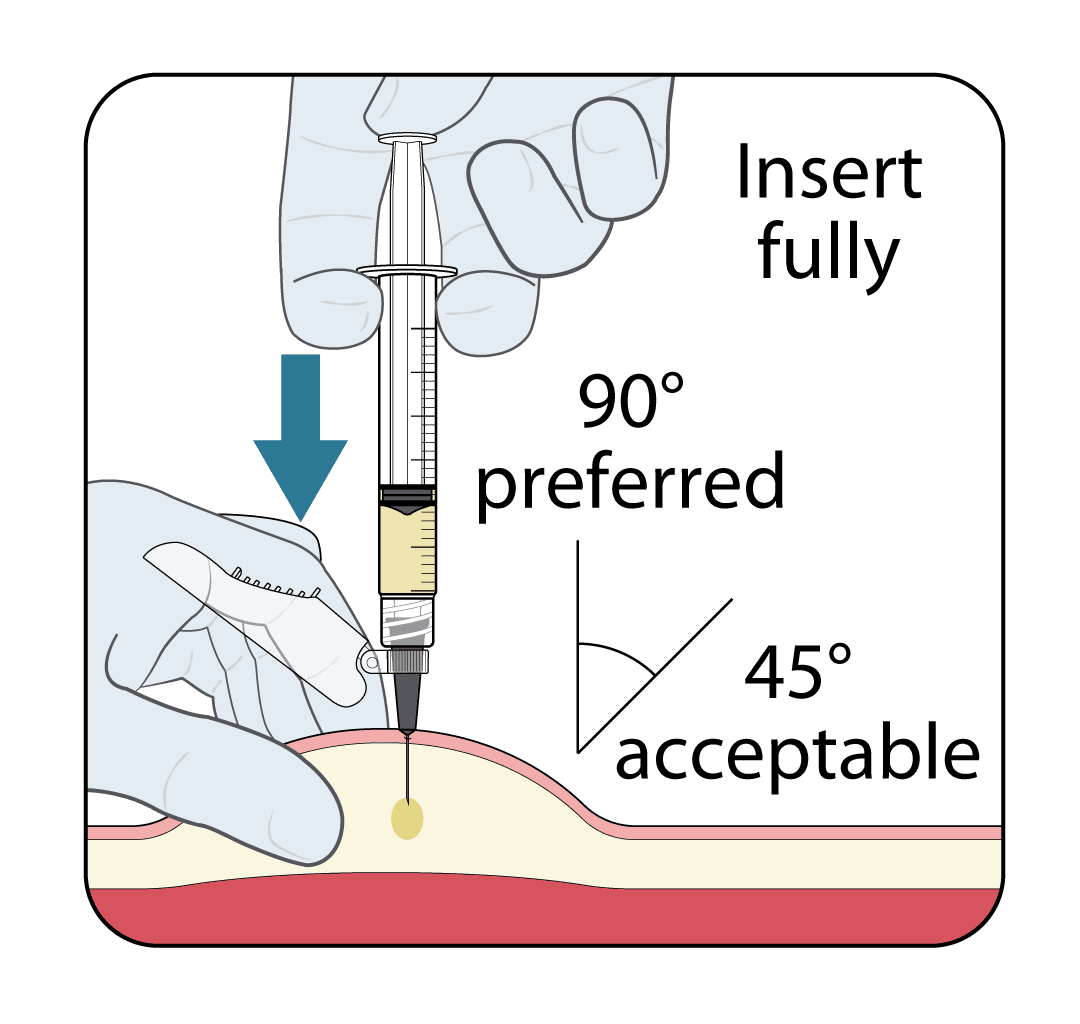 Insert
fully
90°
preferred
45°
acceptable